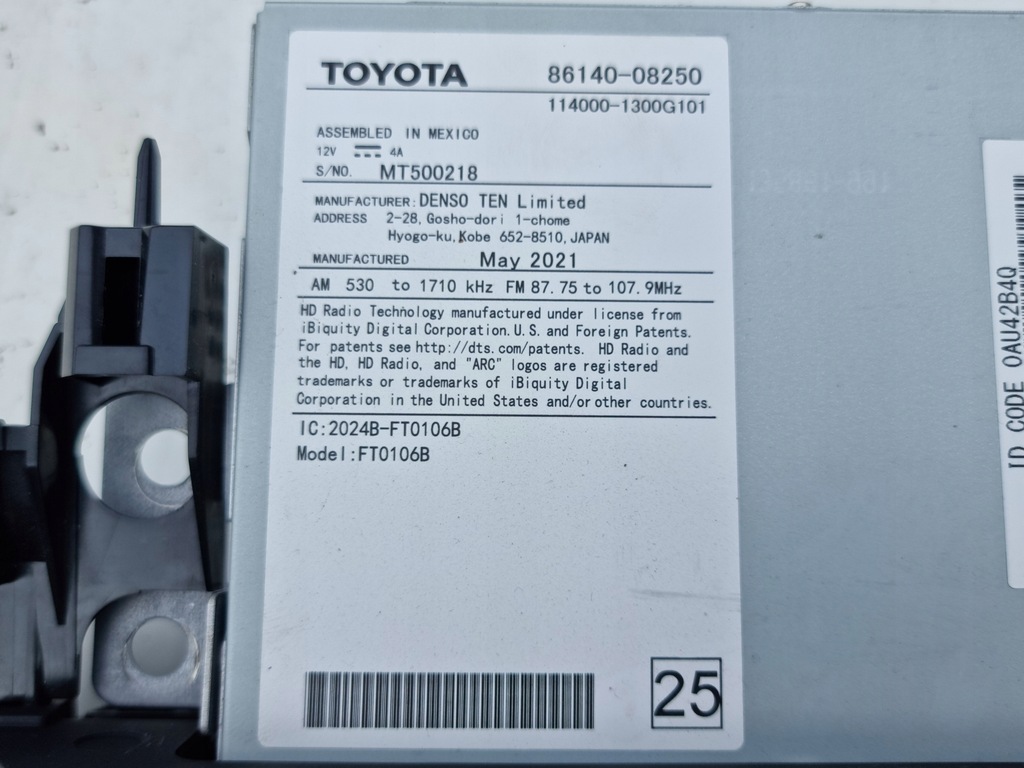 TOYOTA 86140-08250
114000-1300G101
ASSEMBLED IN MEXICO
12V 4A
S/NO. MT500218
MANUFACTURER: DENSO TEN Limited
ADDRESS 2-28, Gosho-dori 1-chome
Hyogo-ku, Kobe 652-8510, JAPAN
MANUFACTURED May 2021
AM 530 to 1710 kHz FM 87.75 to 107.9MHz
HD Radio Technology manufactured under license from
iBiquity Digital Corporation. U.S. and Foreign Patents.
For patents see http://dts.com/patents. HD Radio and
the HD, HD Radio, and "ARC" logos are registered
trademarks or trademarks of iBiquity Digital
Corporation in the United States and/or other countries.
IC:2024B-FT0106B
Model:FT0106B
25
ID CODE 0AU42B4Q